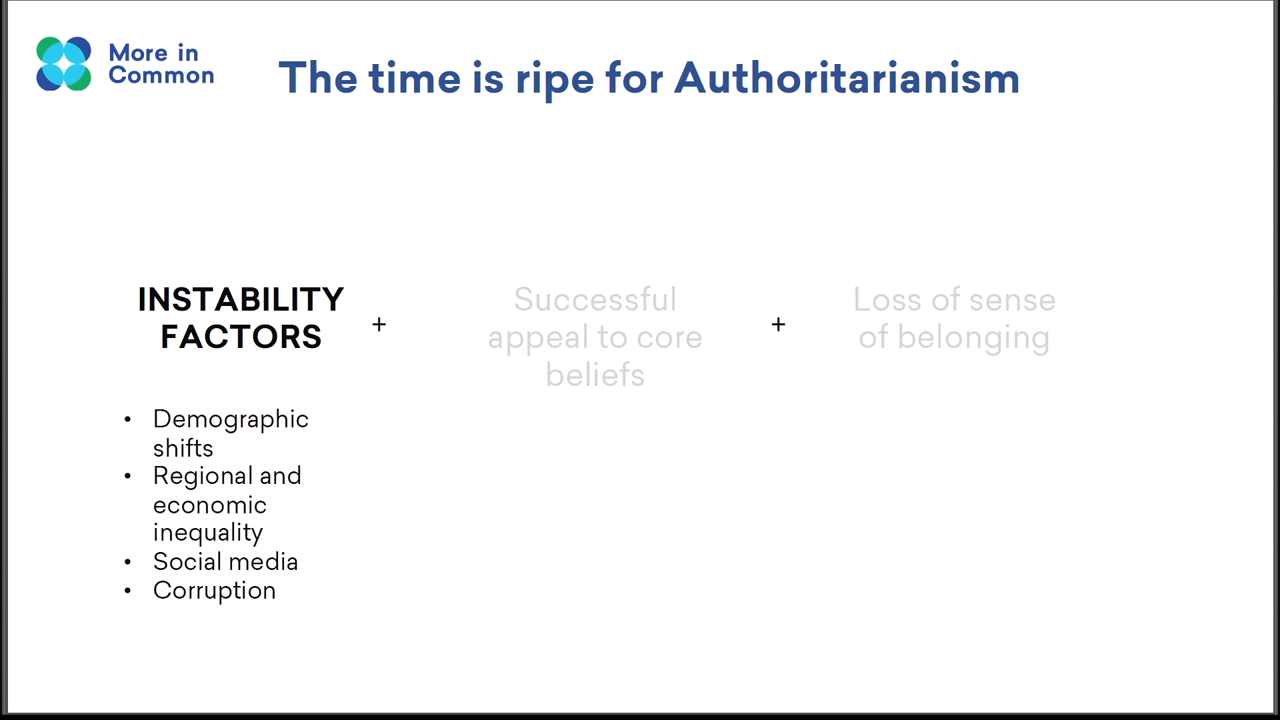 More in
Common
The time is ripe for Authoritarianism
INSTABILITY
FACTORS
+
Successful
appeal to core
beliefs
+
Loss of sense
of belonging
• Demographic
shifts
• Regional and
economic
inequality
• Social media
• Corruption